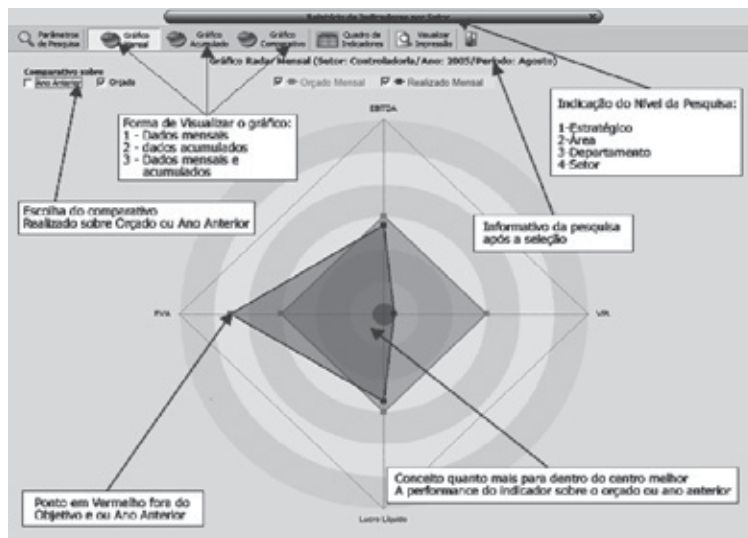 Relatório de Indicadores por Setor
Parâmetros de Pesquisa
Gráfico Mensal
Gráfico Acumulado
Gráfico Comparativo
Quadro de Indicadores
Visualizar Impressão
Gráfico Radar Mensal (Setor: Controladoria/Ano: 2005/Período: Agosto)
Comparativo sobre
Ano Anterior
Orçado
Orçado Mensal
Realizado Mensal
Forma de Visualizar o gráfico:
1 - Dados mensais
2 - dados acumulados
3 - Dados mensais e
acumulados
Indicação do Nível da Pesquisa:
1-Estratégico
2-Área
3-Departamento
4-Setor
EBITDA
Escolha do comparativo
Realizado sobre Orçado ou Ano Anterior
Informativo da pesquisa
após a seleção
EVA
Ponto em Vermelho fora do
Objetivo e ou Ano Anterior
Conceito quanto mais para dentro do centro melhor
A performance do indicador sobre o orçado ou ano anterior
Lucro Líquido